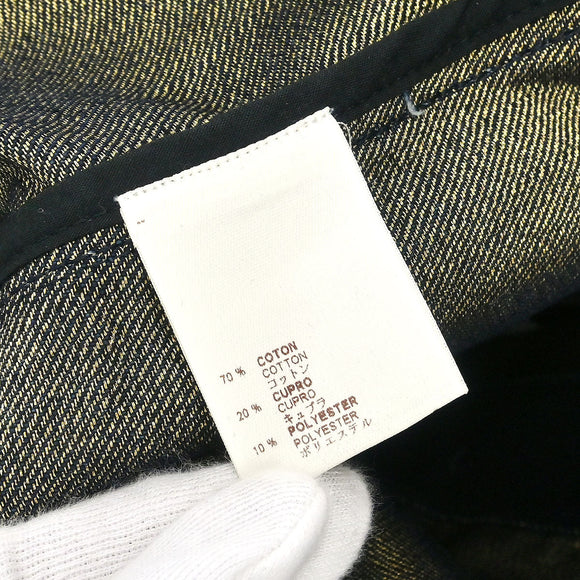 COTON
70 % COTTON
コットン
CUPRO
20 % CUPRO
キュプラ
POLYESTER
10 % POLYESTER
ポリエステル